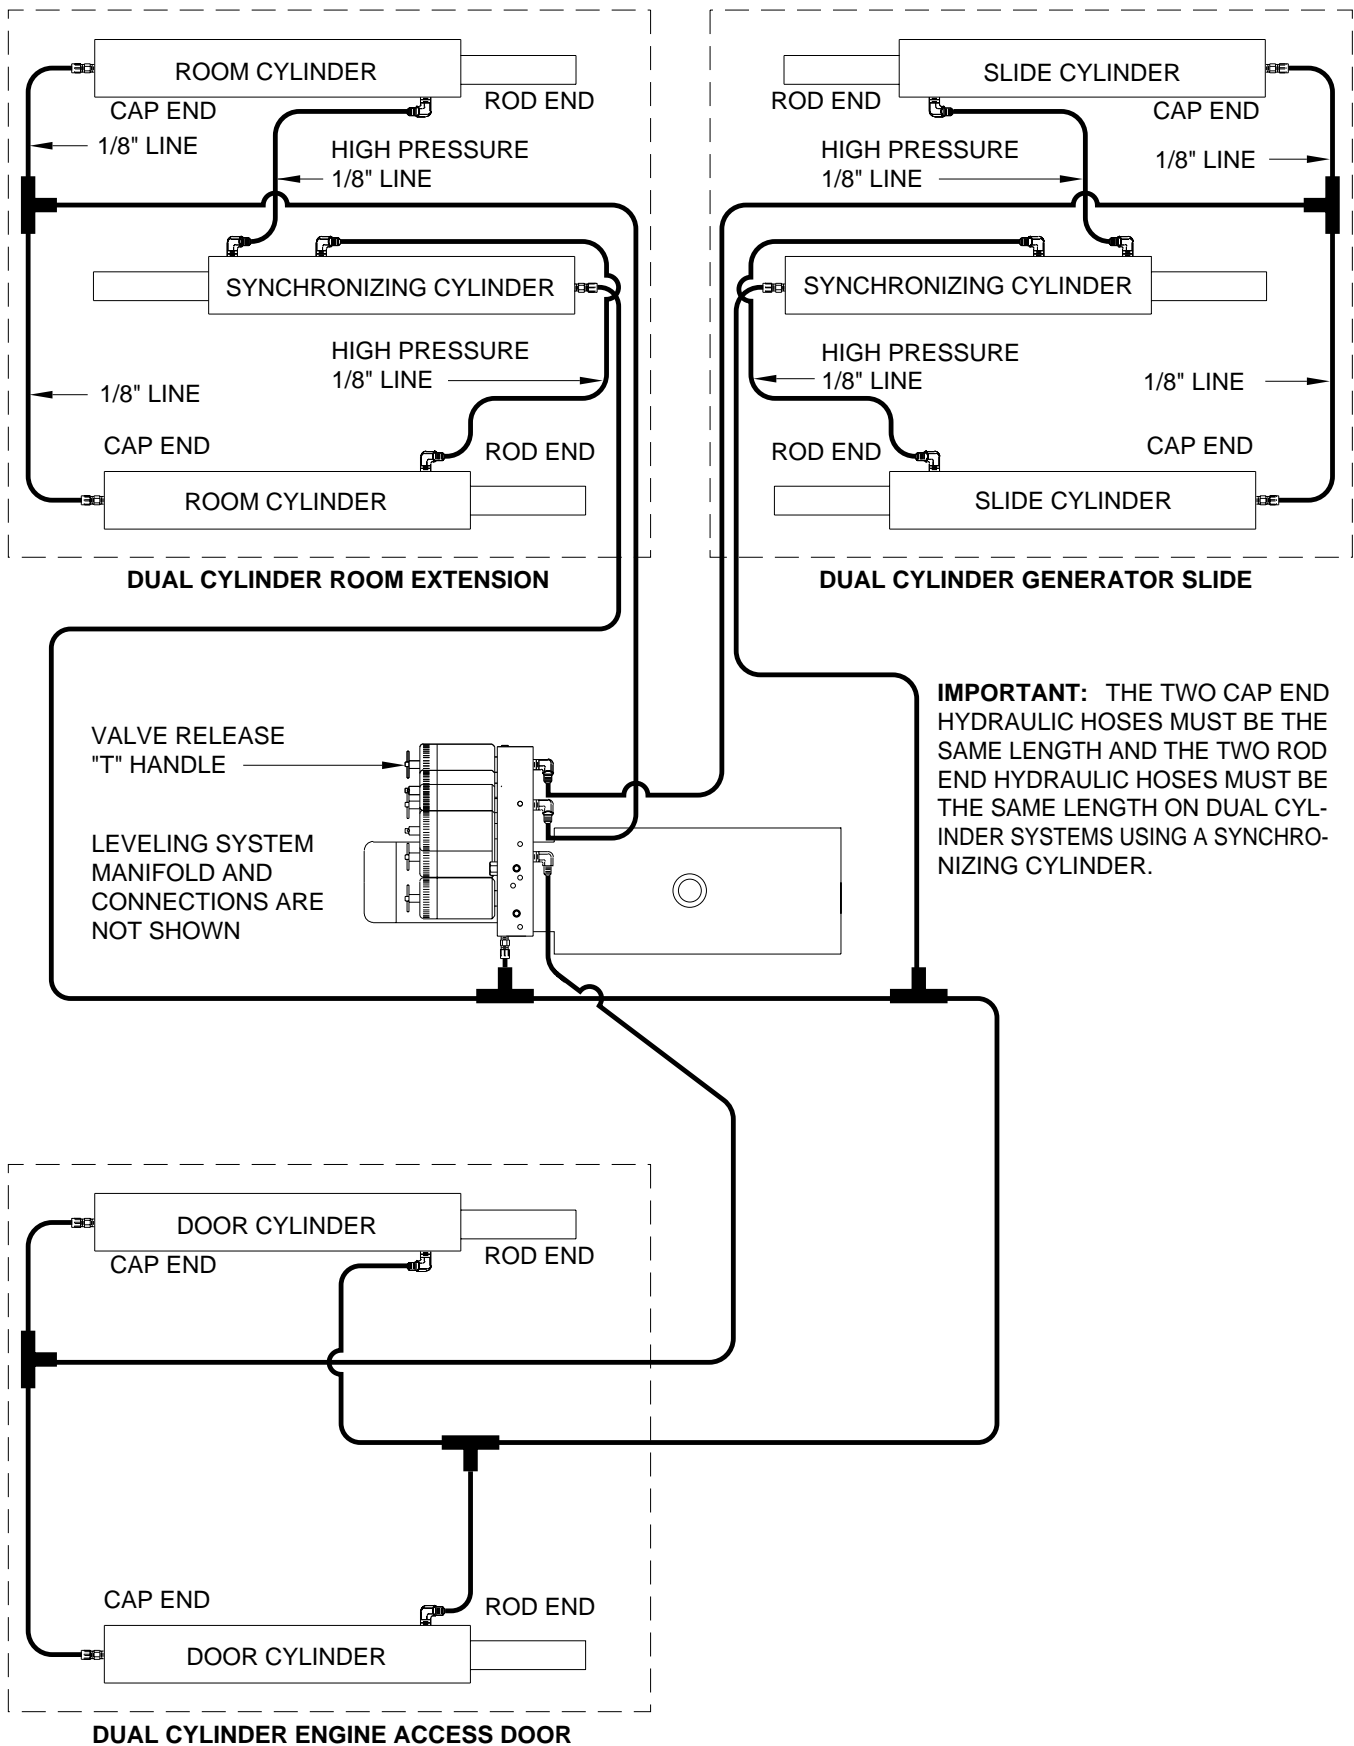 ROOM CYLINDER
CAP END
ROD END
1/8" LINE
HIGH PRESSURE
1/8" LINE
SYNCHRONIZING CYLINDER
HIGH PRESSURE
1/8" LINE
1/8" LINE
CAP END
ROD END
ROOM CYLINDER
DUAL CYLINDER ROOM EXTENSION
SLIDE CYLINDER
ROD END
CAP END
HIGH PRESSURE
1/8" LINE
1/8" LINE
SYNCHRONIZING CYLINDER
HIGH PRESSURE
1/8" LINE
1/8" LINE
ROD END
CAP END
SLIDE CYLINDER
DUAL CYLINDER GENERATOR SLIDE
IMPORTANT: THE TWO CAP END
HYDRAULIC HOSES MUST BE THE
SAME LENGTH AND THE TWO ROD
END HYDRAULIC HOSES MUST BE
THE SAME LENGTH ON DUAL CYL-
INDER SYSTEMS USING A SYNCHRO-
NIZING CYLINDER.
VALVE RELEASE
"T" HANDLE
LEVELING SYSTEM
MANIFOLD AND
CONNECTIONS ARE
NOT SHOWN
DOOR CYLINDER
CAP END
ROD END
CAP END
ROD END
DOOR CYLINDER
DUAL CYLINDER ENGINE ACCESS DOOR